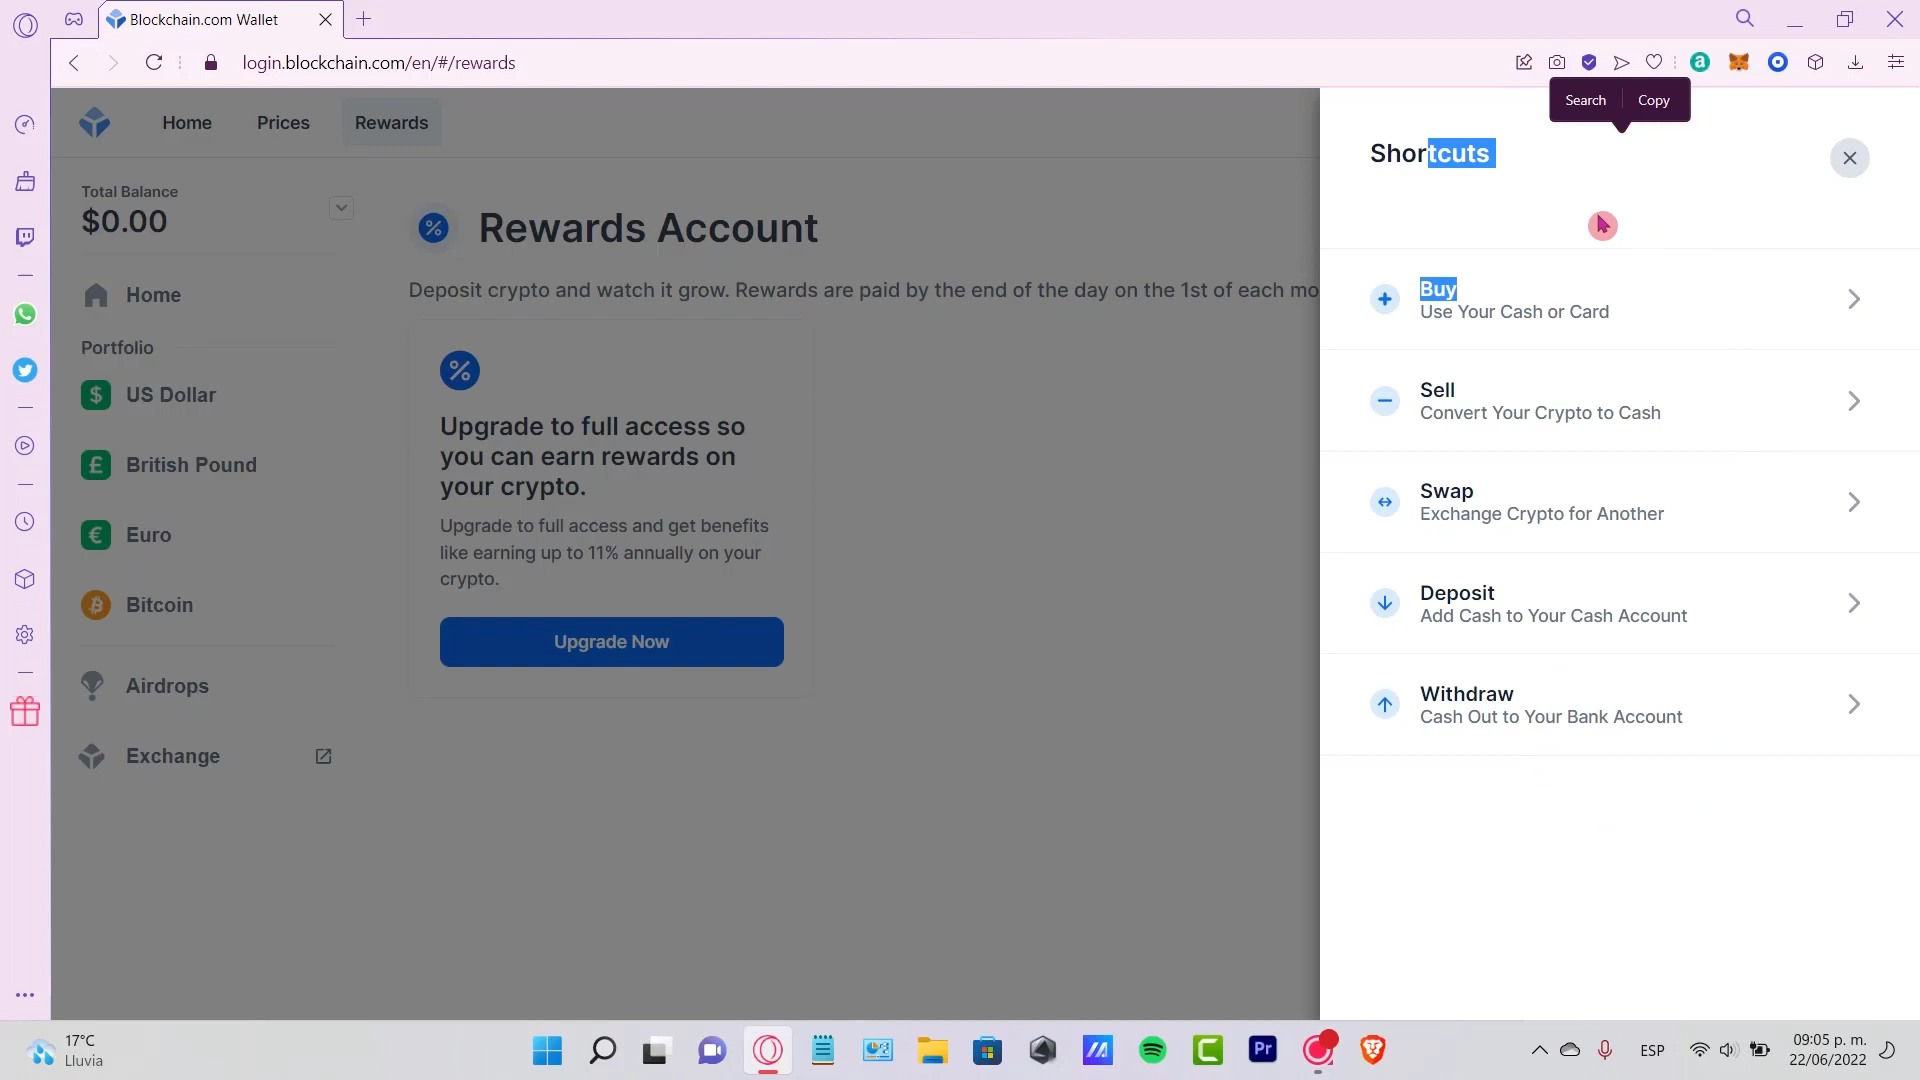 Blockchain.com Wallet
login.blockchain.com/en/#/rewards
Search
Copy
Home
Prices
Rewards
Shortcuts
Total Balance
$0.00
Rewards Account
Deposit crypto and watch it grow. Rewards are paid by the end of the day on the 1st of each mo
Home
Portfolio
US Dollar
British Pound
Euro
Bitcoin
Airdrops
Exchange
Upgrade to full access so
you can earn rewards on
your crypto.
Upgrade to full access and get benefits
like earning up to 11% annually on your
crypto.
Upgrade Now
Buy
Use Your Cash or Card
Sell
Convert Your Crypto to Cash
Swap
Exchange Crypto for Another
Deposit
Add Cash to Your Cash Account
Withdraw
Cash Out to Your Bank Account
17°C
Lluvia
Pr
ESP
09:05 p. m.
22/06/2022